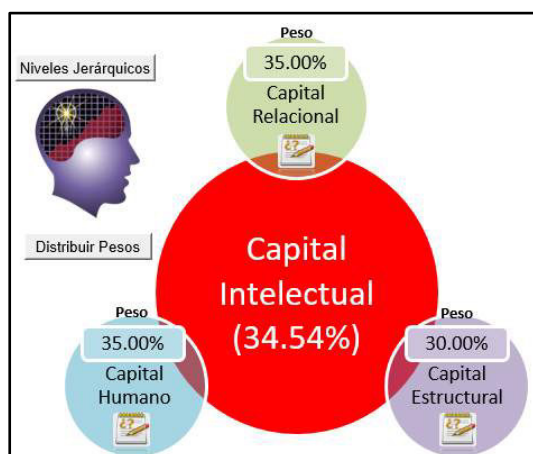 Peso
35.00%
Capital
Relacional
Niveles Jerárquicos
Distribuir Pesos
Capital
Intelectual
(34.54%)
Peso
35.00%
Capital
Humano
Peso
30.00%
Capital
Estructural